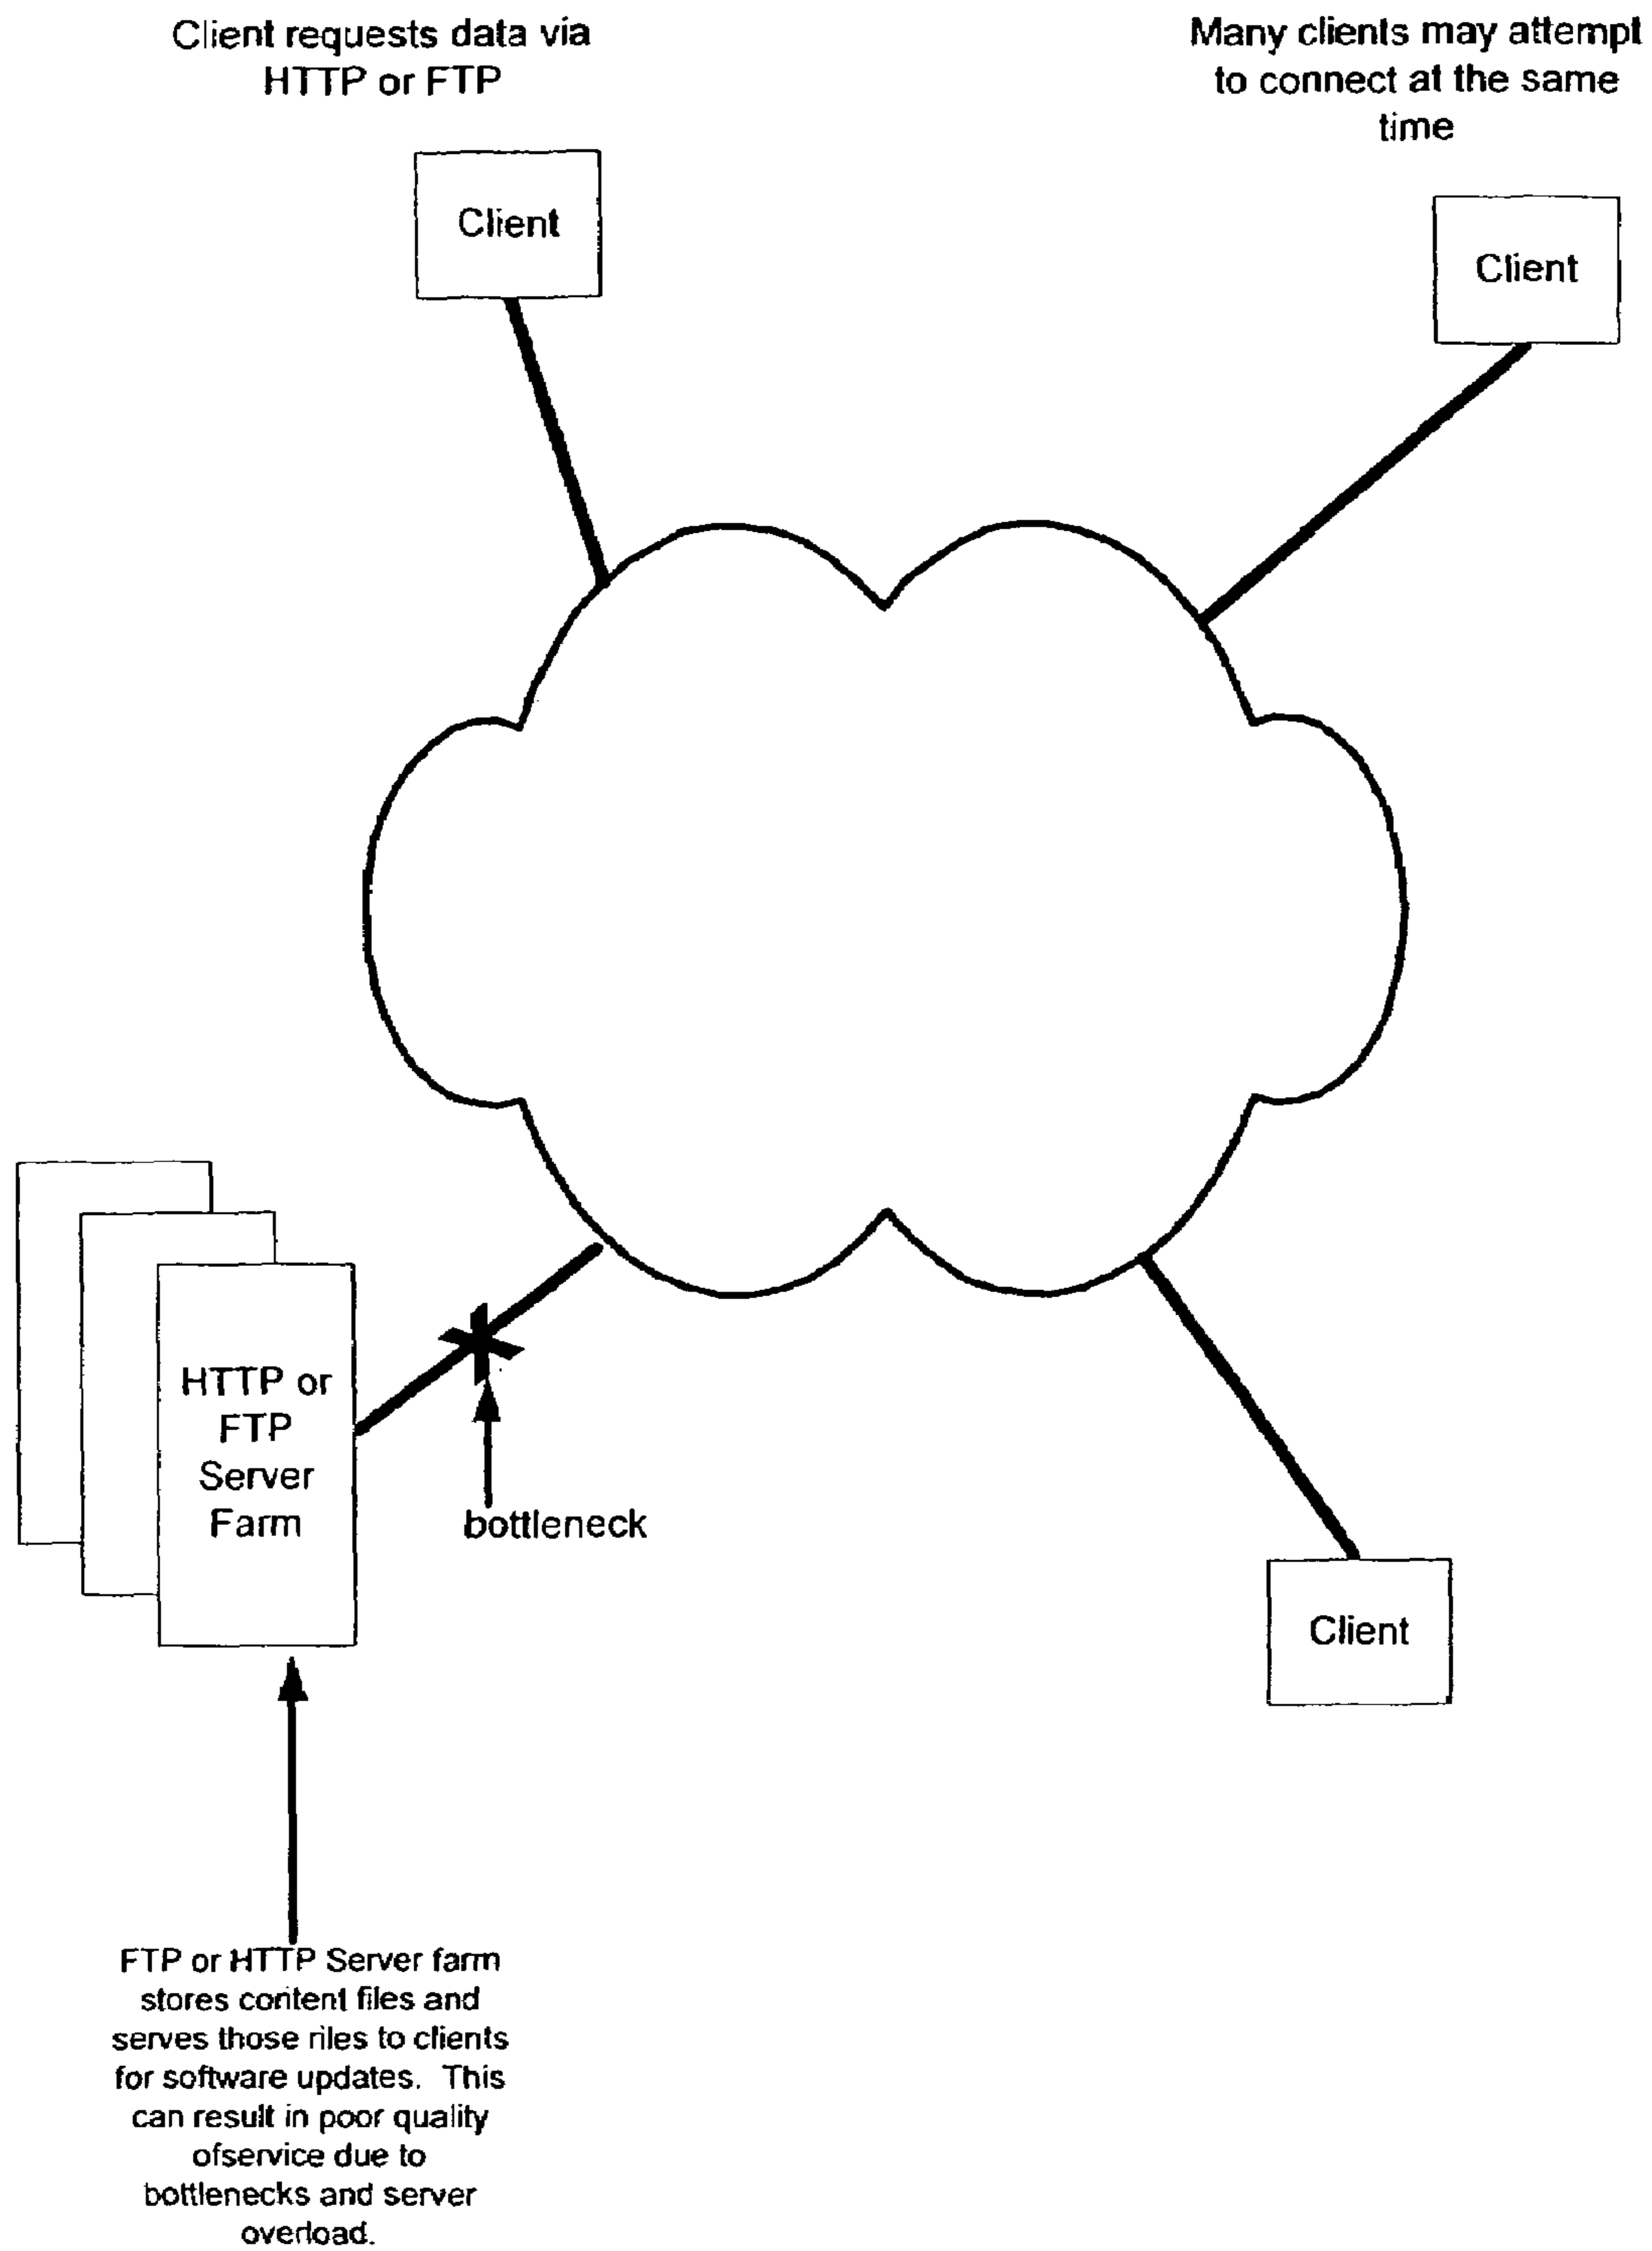 Client requests data via
HTTP or FTP
Many clients may attempt
to connect at the same
time
Client
Client
HTTP or
FTP
Server
Farm
bottleneck
Client
FTP or HTTP Server farm
stores content files and
serves those riles to clients
for software updates. This
can result in poor quality
ofservice due to
bottlenecks and server
overload.